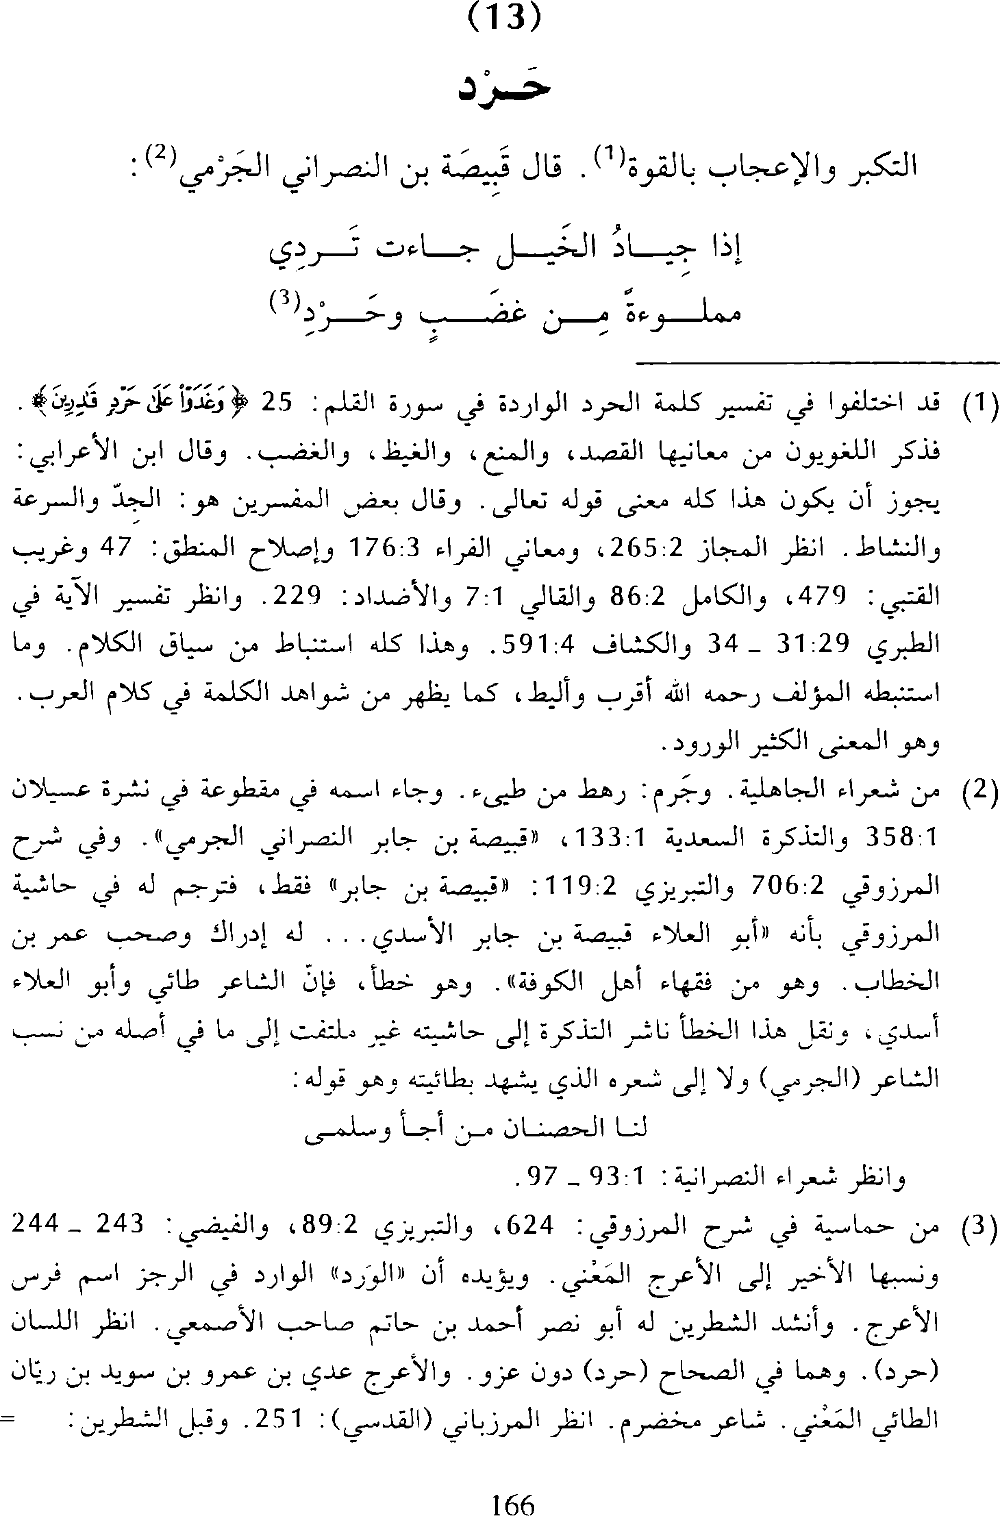 (13)
حَــرْد
التكبر والإعجاب بالقوة(1). قال قَبِيصَة بن النصراني الجَرْمي(2):
إذا جِيــادُ الخَيــل جــاءت تَــردِي
مملــوءةً مِــن غضَــبٍ وحَــرْدِ(3)
(1) قد اختلفوا في تفسير كلمة الحرد الواردة في سورة القلم: 25 ﴿وَغَدَوْا۟ عَلَىٰ حَرْدٍ قَـٰدِرِينَ﴾.
فذكر اللغويون من معانيها القصد، والمنع، والغيظ، والغضب. وقال ابن الأعرابي:
يجوز أن يكون هذا كله معنى قوله تعالى. وقال بعض المفسرين هو: الجِدّ والسرعة
والنشاط. انظر المجاز 265:2، ومعاني الفراء 176:3 وإصلاح المنطق: 47 وغريب
القتبي: 479، والكامل 86:2 والقالي 7:1 والأضداد: 229. وانظر تفسير الآية في
الطبري 31:29 ــ 34 والكشاف 591:4. وهذا كله استنباط من سياق الكلام. وما
استنبطه المؤلف رحمه الله أقرب وأليط، كما يظهر من شواهد الكلمة في كلام العرب.
وهو المعنى الكثير الورود.
(2) من شعراء الجاهلية. وجَرم: رهط من طيىء. وجاء اسمه في مقطوعة في نشرة عسيلان
358:1 والتذكرة السعدية 133:1، «قبيصة بن جابر النصراني الجرمي». وفي شرح
المرزوقي 706:2 والتبريزي 119:2: «قبيصة بن جابر» فقط، فترجم له في حاشية
المرزوقي بأنه «أبو العلاء قبيصة بن جابر الأسدي... له إدراك وصحب عمر بن
الخطاب. وهو من فقهاء أهل الكوفة». وهو خطأ، فإنّ الشاعر طائي وأبو العلاء
أسدي، ونقل هذا الخطأ ناشر التذكرة إلى حاشيته غير ملتفت إلى ما في أصله من نسب
الشاعر (الجرمي) ولا إلى شعره الذي يشهد بطائيته وهو قوله:
لنــا الحصنــان مــن أجــأ وسلمــى
وانظر شعراء النصرانية: 93:1 ــ 97.
(3) من حماسية في شرح المرزوقي: 624، والتبريزي 89:2، والفيضي: 243 ــ 244
ونسبها الأخير إلى الأعرج المَعْني. ويؤيده أن «الوَرد» الوارد في الرجز اسم فرس
الأعرج. وأنشد الشطرين له أبو نصر أحمد بن حاتم صاحب الأصمعي. انظر اللسان
(حرد). وهما في الصحاح (حرد) دون عزو. والأعرج عدي بن عمرو بن سويد بن ريّان
الطائي المَعْني. شاعر مخضرم. انظر المرزباني (القدسي): 251. وقبل الشطرين: =
166